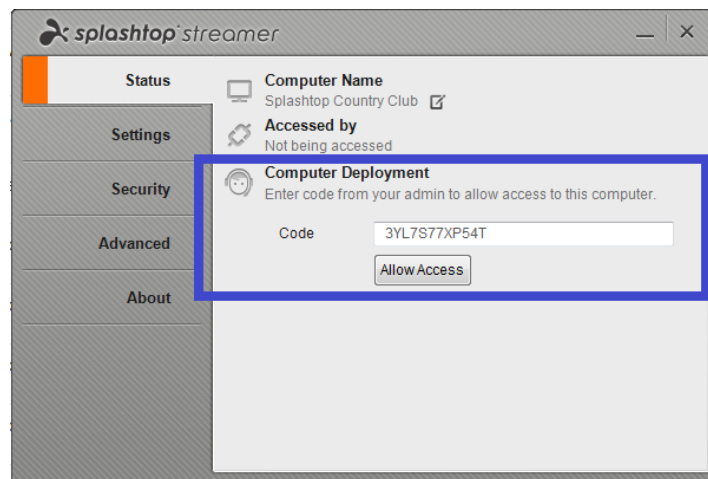 splashtop streamer
Status
Computer Name
Splashtop Country Club
Settings
Accessed by
Not being accessed
Security
Computer Deployment
Enter code from your admin to allow access to this computer.
Code 3YL7S77XP54T
Advanced
Allow Access
About